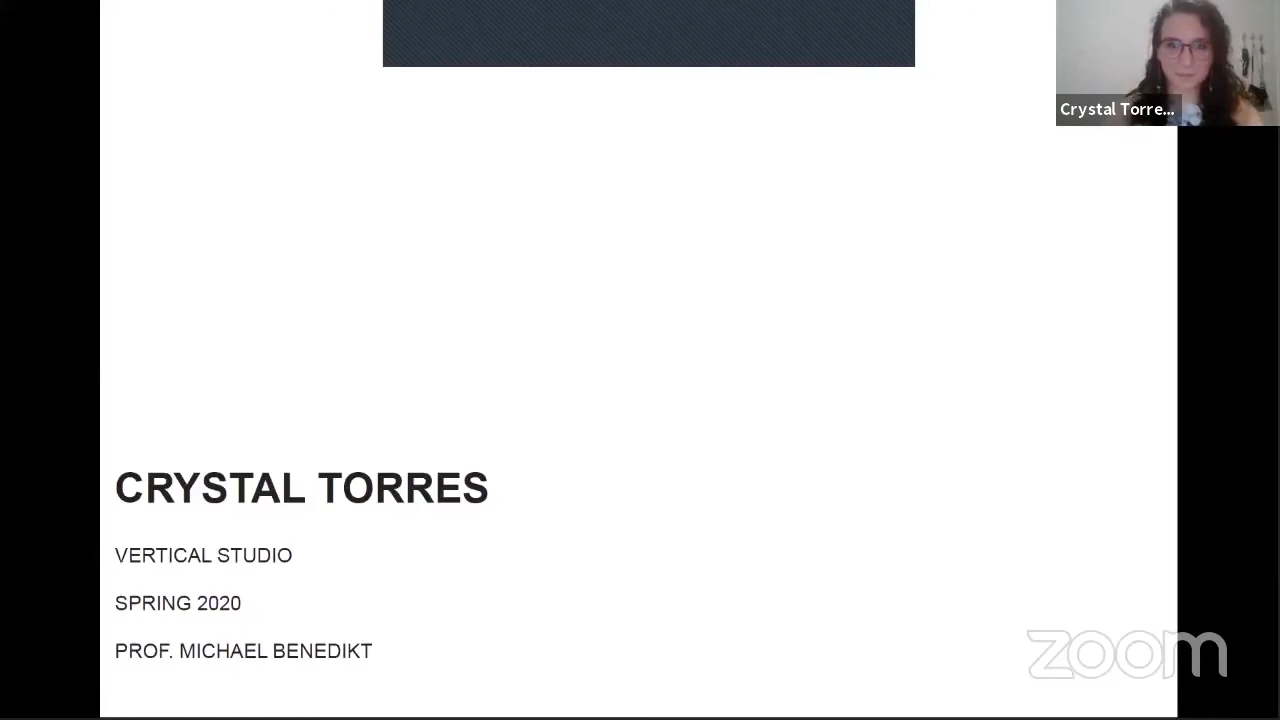 Crystal Torre...
CRYSTAL TORRES
VERTICAL STUDIO
SPRING 2020
PROF. MICHAEL BENEDIKT
zoom